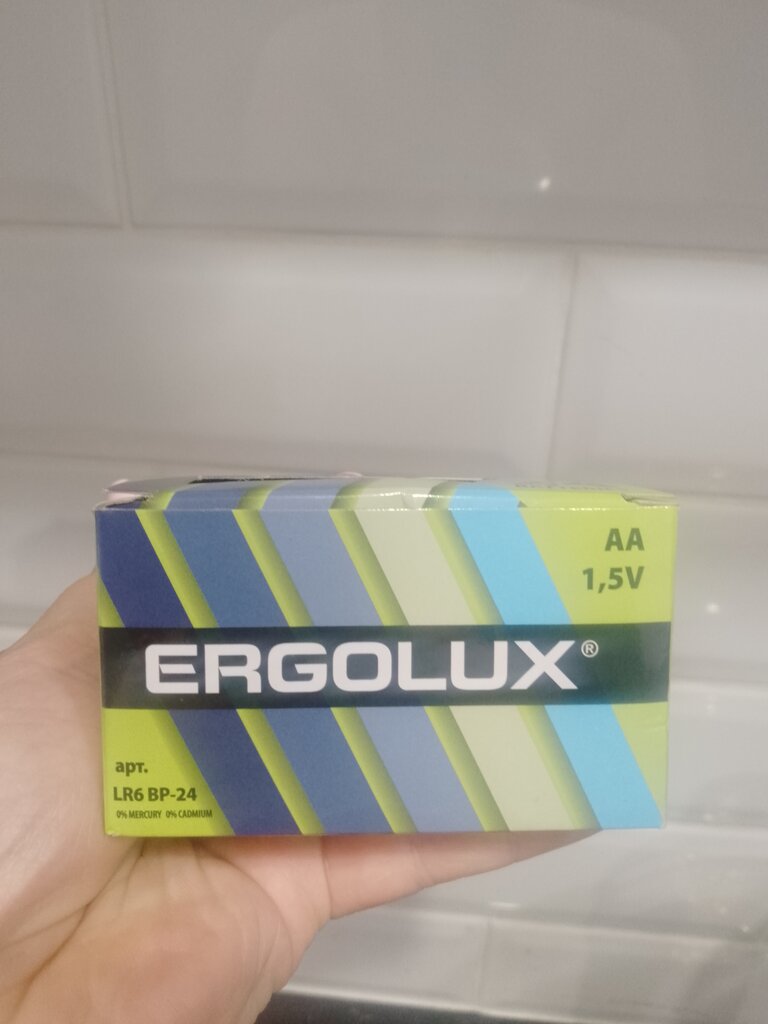 AA
1,5V
ERGOLUX®
арт.
LR6 BP-24
0% MERCURY 0% CADMIUM